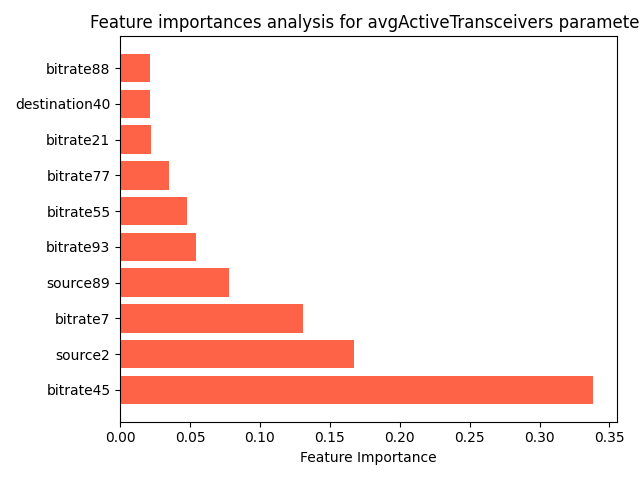 Feature importances analysis for avgActiveTransceivers paramete
bitrate88
destination40
bitrate21
bitrate77
bitrate55
bitrate93
source89
bitrate7
source2
bitrate45
0.00 0.05 0.10 0.15 0.20 0.25 0.30 0.35
Feature Importance